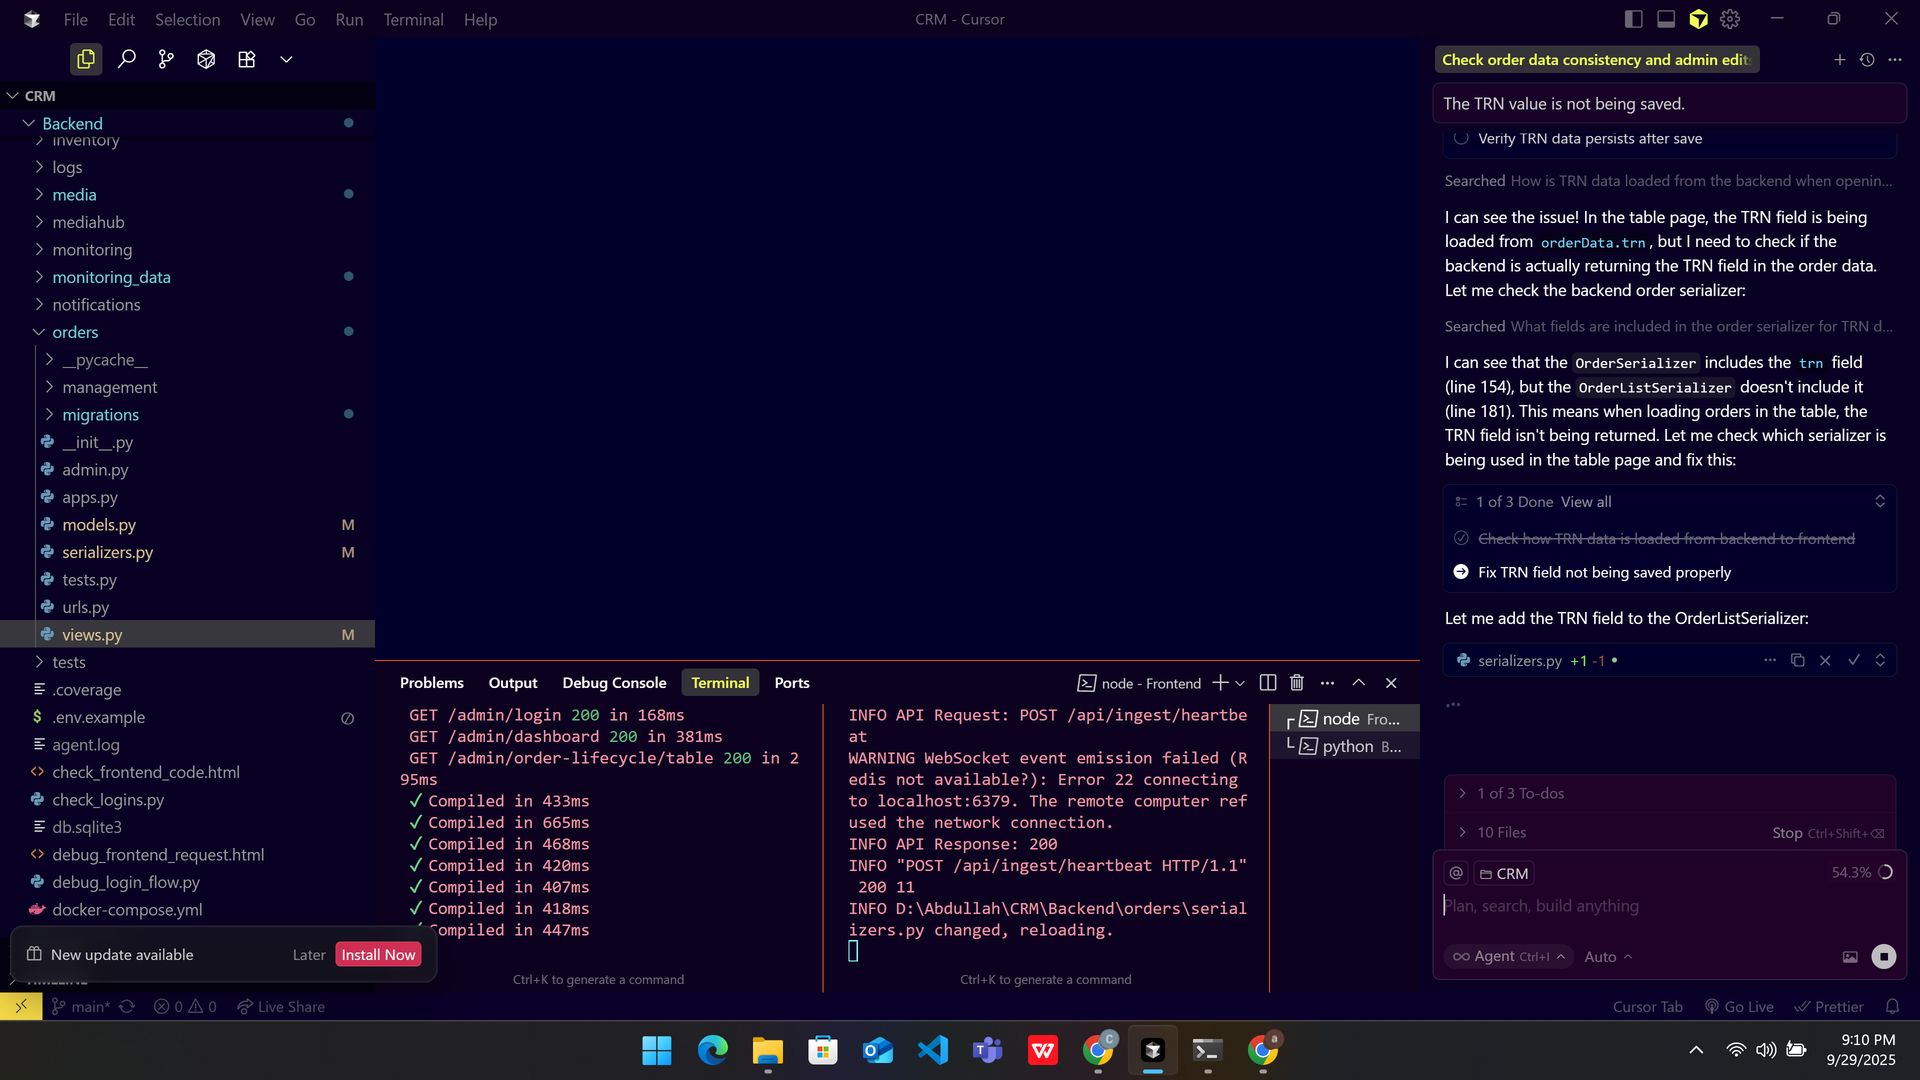 File Edit Selection View Go Run Terminal Help
CRM - Cursor
CRM
Backend
inventory
logs
media
mediahub
monitoring
monitoring_data
notifications
orders
__pycache__
management
migrations
__init__.py
admin.py
apps.py
models.py M
serializers.py M
tests.py
urls.py
views.py M
tests
.coverage
.env.example
agent.log
check_frontend_code.html
check_logins.py
db.sqlite3
debug_frontend_request.html
debug_login_flow.py
docker-compose.yml
New update available Later Install Now
TIMELINE
Problems Output Debug Console Terminal Ports
node - Frontend
GET /admin/login 200 in 168ms
GET /admin/dashboard 200 in 381ms
GET /admin/order-lifecycle/table 200 in 2
95ms
✓ Compiled in 433ms
✓ Compiled in 665ms
✓ Compiled in 468ms
✓ Compiled in 420ms
✓ Compiled in 407ms
✓ Compiled in 418ms
Compiled in 447ms
Ctrl+K to generate a command
INFO API Request: POST /api/ingest/heartbe
at
WARNING WebSocket event emission failed (R
edis not available?): Error 22 connecting
to localhost:6379. The remote computer ref
used the network connection.
INFO API Response: 200
INFO "POST /api/ingest/heartbeat HTTP/1.1"
200 11
INFO D:\Abdullah\CRM\Backend\orders\serial
izers.py changed, reloading.
Ctrl+K to generate a command
node Fro...
python B...
Check order data consistency and admin edit
The TRN value is not being saved.
Verify TRN data persists after save
Searched How is TRN data loaded from the backend when openin...
I can see the issue! In the table page, the TRN field is being
loaded from orderData.trn, but I need to check if the
backend is actually returning the TRN field in the order data.
Let me check the backend order serializer:
Searched What fields are included in the order serializer for TRN d...
I can see that the OrderSerializer includes the trn field
(line 154), but the OrderListSerializer doesn't include it
(line 181). This means when loading orders in the table, the
TRN field isn't being returned. Let me check which serializer is
being used in the table page and fix this:
1 of 3 Done View all
Check how TRN data is loaded from backend to frontend
Fix TRN field not being saved properly
Let me add the TRN field to the OrderListSerializer:
serializers.py +1 -1
1 of 3 To-dos
10 Files Stop Ctrl+Shift+⌫
@ CRM 54.3%
Plan, search, build anything
Agent Ctrl+I Auto
main* 0 0 Live Share
Cursor Tab Go Live Prettier
9:10 PM
9/29/2025